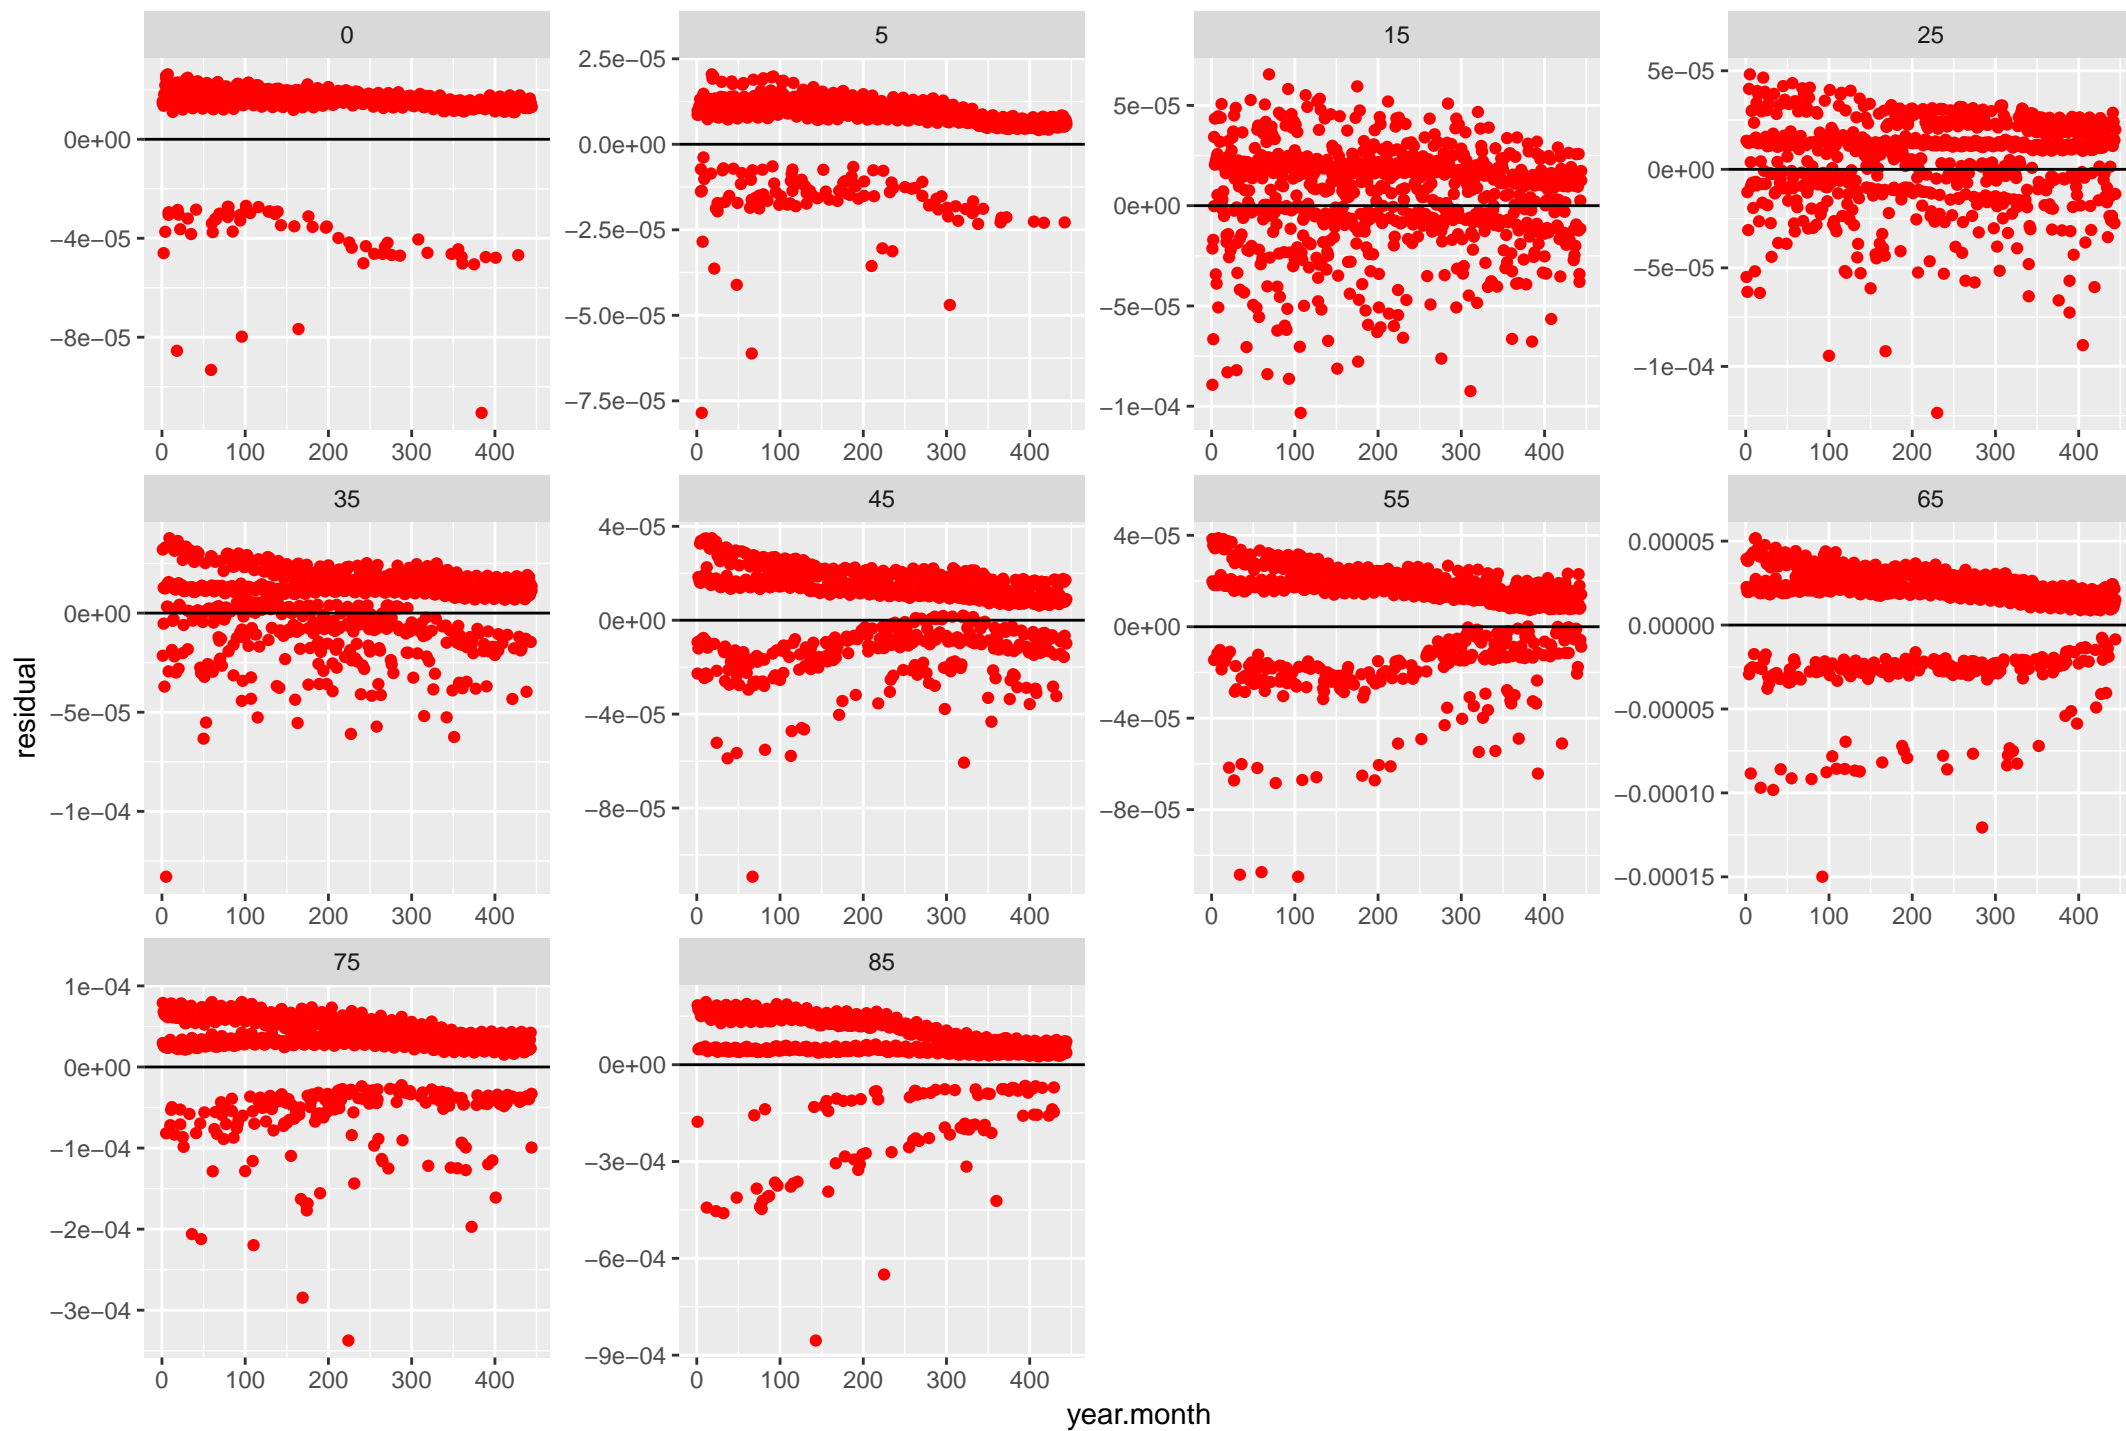 0 5 15 25
0e+00
−4e−05
−8e−05
0 100 200 300 400
2.5e−05
0.0e+00
−2.5e−05
−5.0e−05
−7.5e−05
0 100 200 300 400
5e−05
0e+00
−5e−05
−1e−04
0 100 200 300 400
5e−05
0e+00
−5e−05
−1e−04
0 100 200 300 400
35 45 55 65
0e+00
−5e−05
−1e−04
0 100 200 300 400
4e−05
0e+00
−4e−05
−8e−05
0 100 200 300 400
4e−05
0e+00
−4e−05
−8e−05
0 100 200 300 400
0.00005
0.00000
−0.00005
−0.00010
−0.00015
0 100 200 300 400
75 85
1e−04
0e+00
−1e−04
−2e−04
−3e−04
0 100 200 300 400
0e+00
−3e−04
−6e−04
−9e−04
0 100 200 300 400
residual
year.month